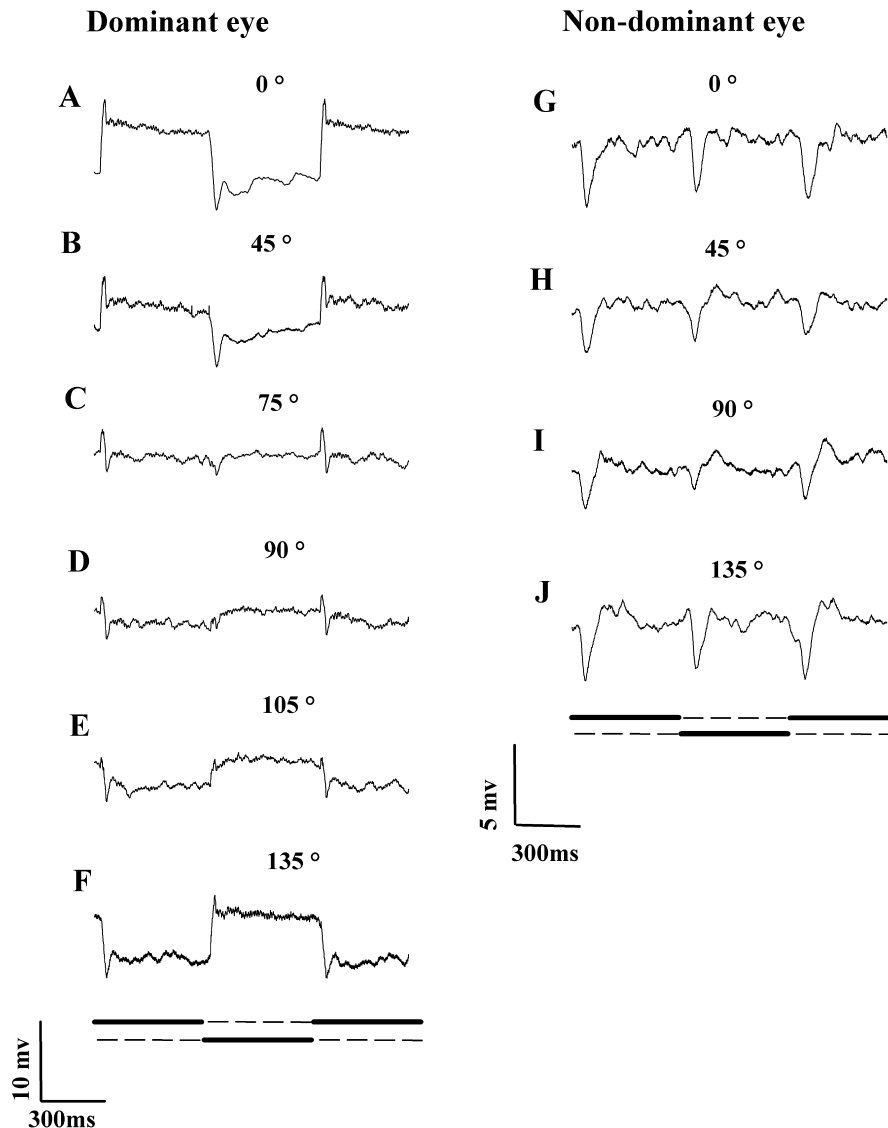 Dominant eye
A
0 °
B
45 °
C
75 °
D
90 °
E
105 °
F
135 °
10 mv
300ms
Non-dominant eye
G
0 °
H
45 °
I
90 °
J
135 °
5 mv
300ms